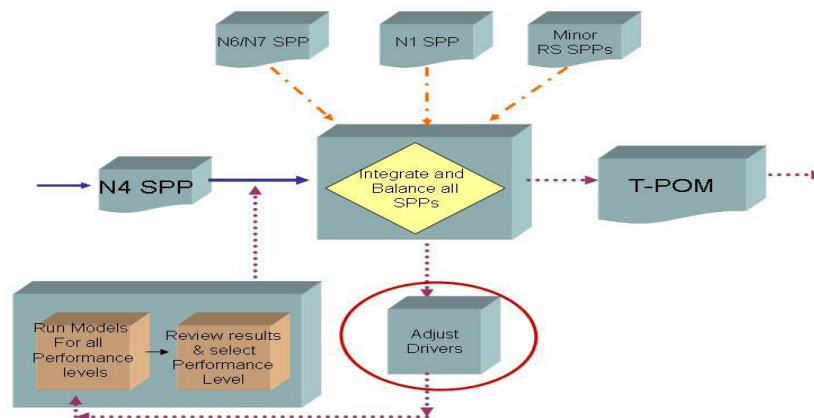 N6/N7 SPP
N1 SPP
Minor
RS SPPs
N4 SPP
Integrate and
Balance all
SPPs
T-POM
Run Models
For all
Performance
levels
Review results
& select
Performance
Level
Adjust
Drivers